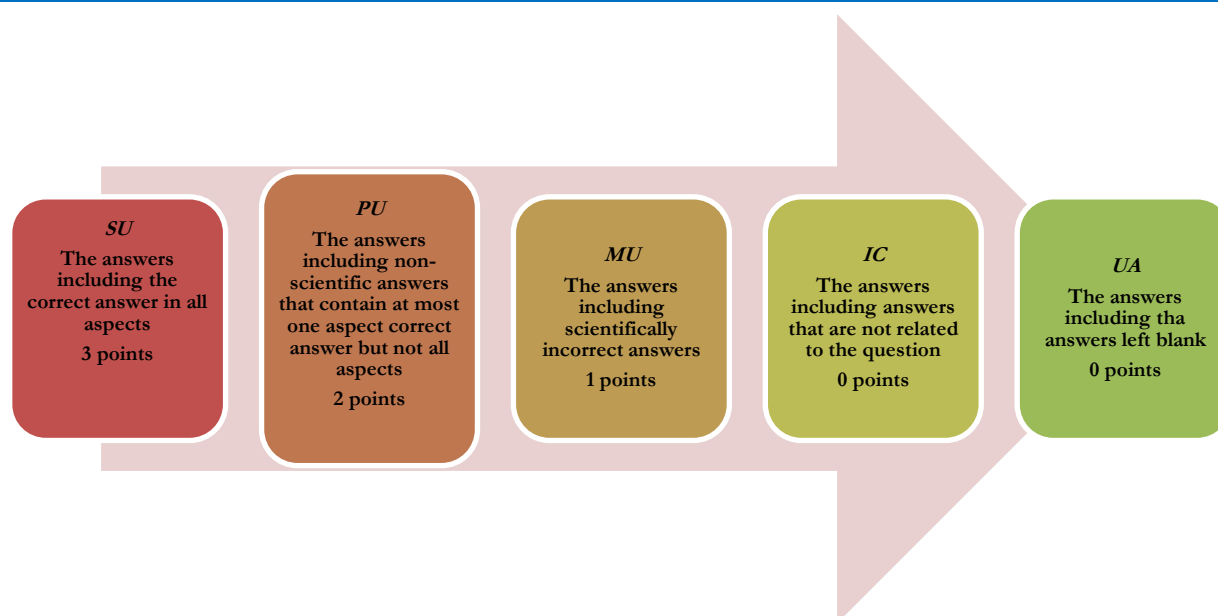 SU
The answers
including the
correct answer in all
aspects
3 points
PU
The answers
including non-
scientific answers
that contain at most
one aspect correct
answer but not all
aspects
2 points
MU
The answers
including
scientifically
incorrect answers
1 points
IC
The answers
including answers
that are not related
to the question
0 points
UA
The answers
including tha
answers left blank
0 points